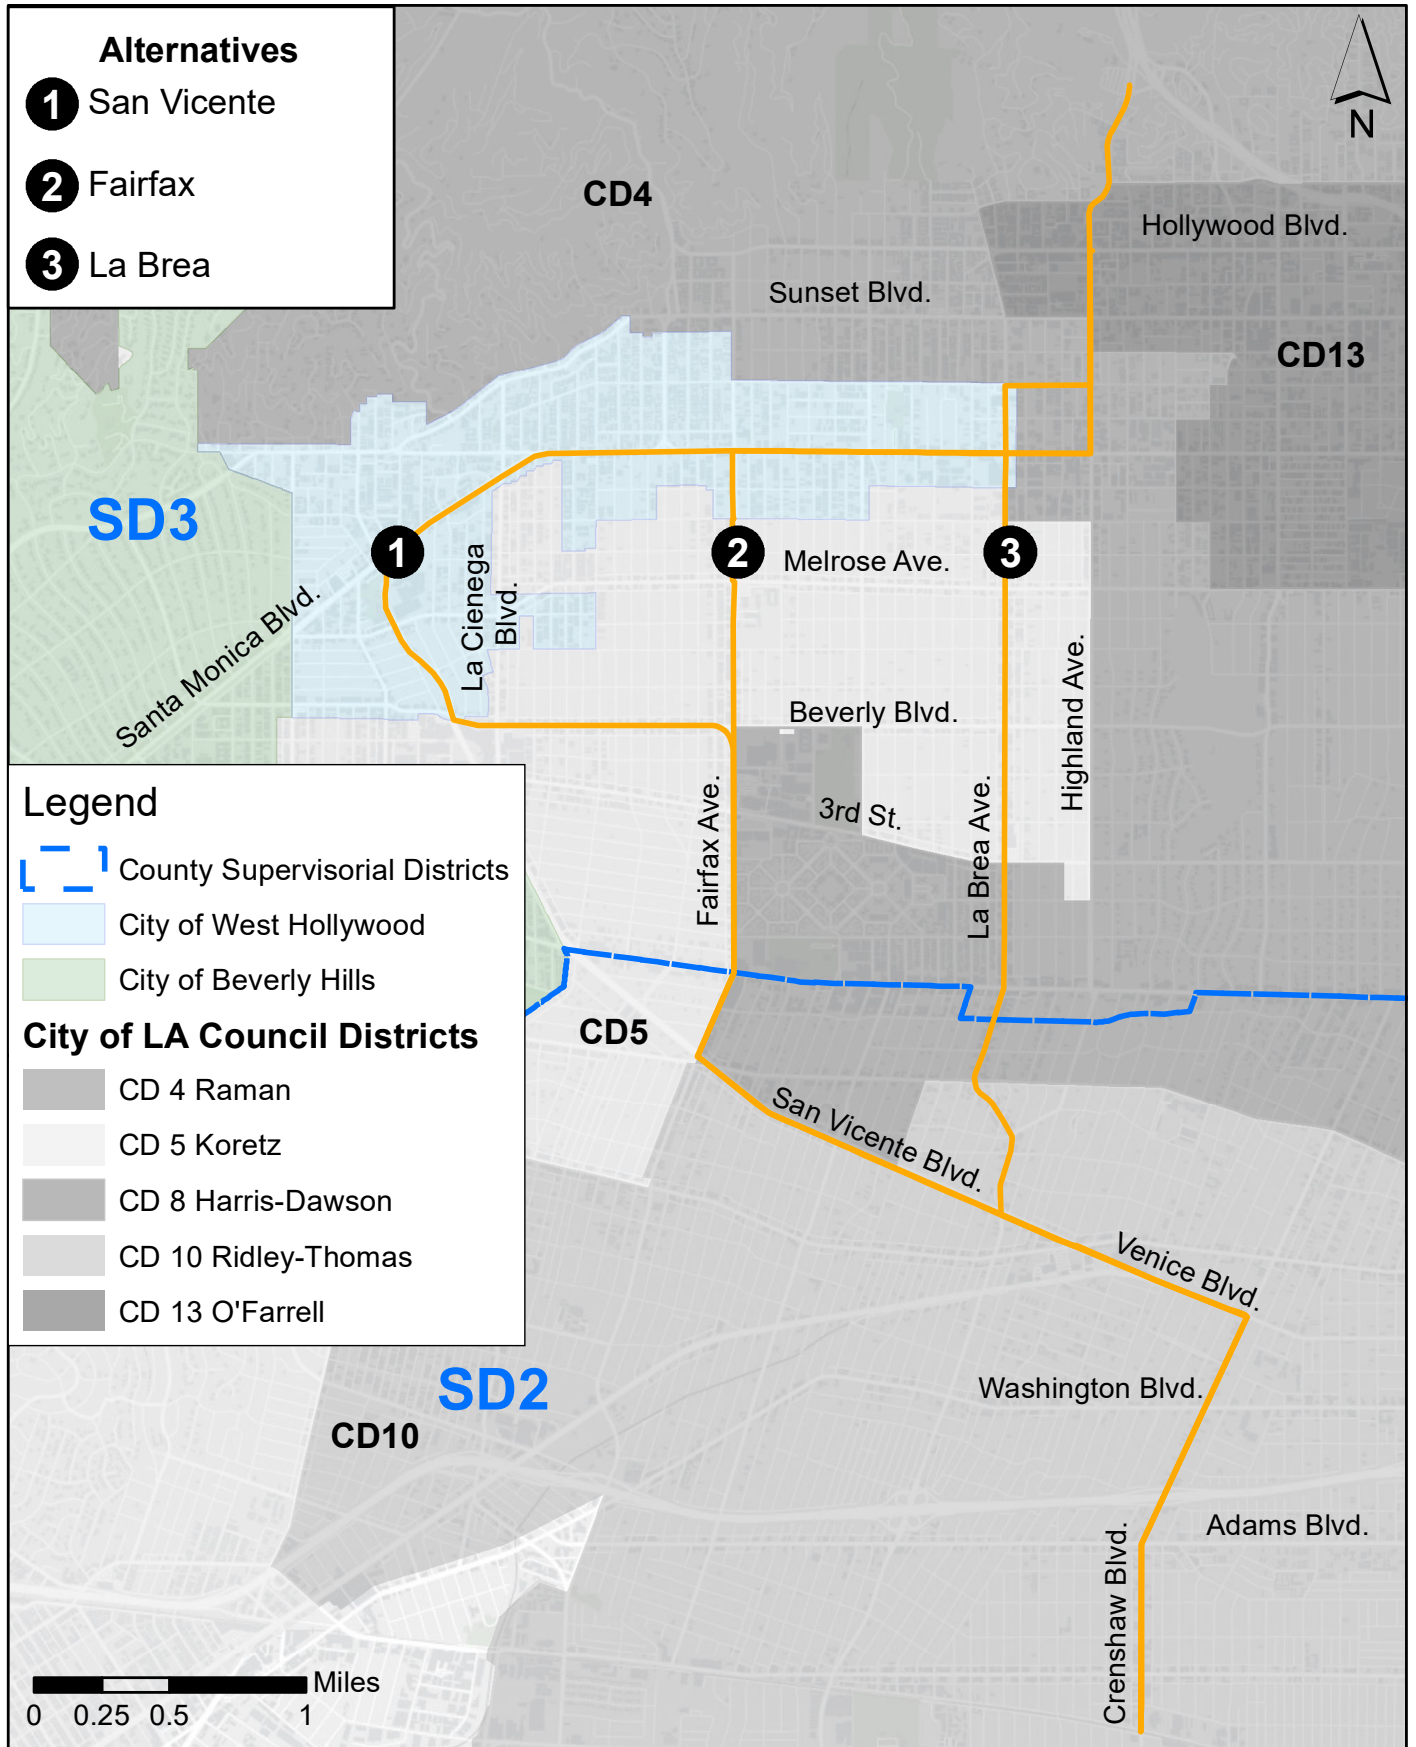 Alternatives
1 San Vicente
2 Fairfax
3 La Brea
N
CD4
Hollywood Blvd.
Sunset Blvd.
CD13
SD3
1
2
3
Melrose Ave.
La Cienega
Blvd.
Santa Monica Blvd.
Highland Ave.
Beverly Blvd.
Fairfax Ave.
3rd St.
La Brea Ave.
Legend
County Supervisorial Districts
City of West Hollywood
City of Beverly Hills
City of LA Council Districts
CD 4 Raman
CD 5 Koretz
CD 8 Harris-Dawson
CD 10 Ridley-Thomas
CD 13 O'Farrell
CD5
San Vicente Blvd.
Venice Blvd.
SD2
Washington Blvd.
CD10
Adams Blvd.
Crenshaw Blvd.
Miles
0 0.25 0.5 1